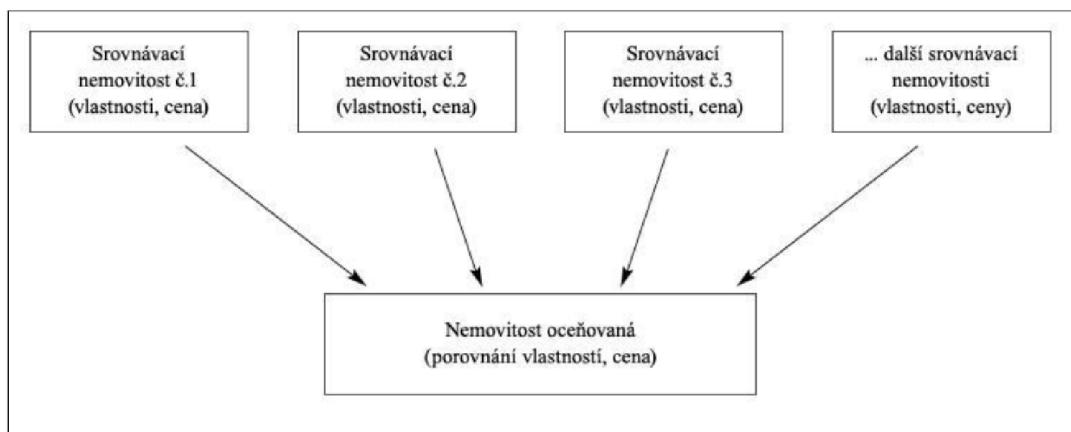 Srovnávací
nemovitost č.1
(vlastnosti, cena)
Srovnávací
nemovitost č.2
(vlastnosti, cena)
Srovnávací
nemovitost č.3
(vlastnosti, cena)
... další srovnávací
nemovitosti
(vlastnosti, ceny)
Nemovitost oceňovaná
(porovnání vlastností, cena)